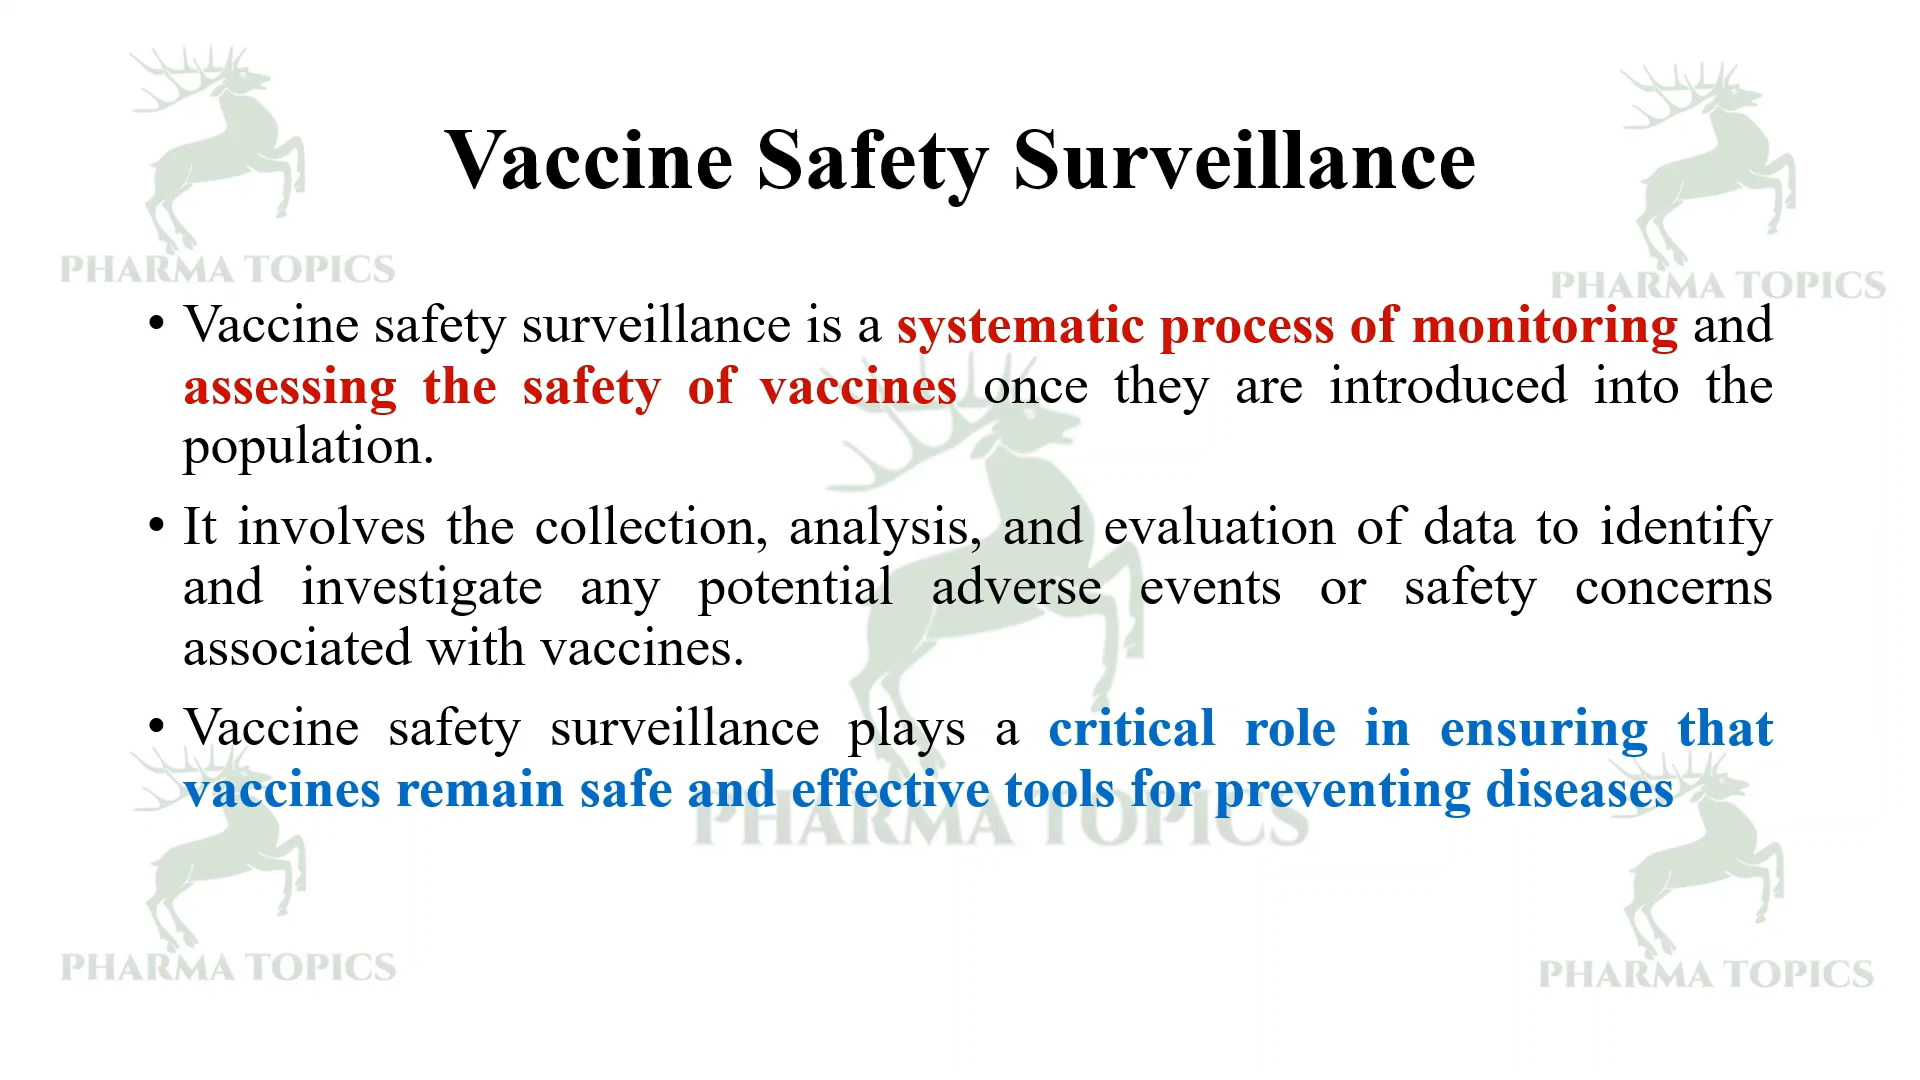 Vaccine Safety Surveillance
PHARMA TOPICS
PHARMA TOPICS
• Vaccine safety surveillance is a systematic process of monitoring and
assessing the safety of vaccines once they are introduced into the
population.
• It involves the collection, analysis, and evaluation of data to identify
and investigate any potential adverse events or safety concerns
associated with vaccines.
• Vaccine safety surveillance plays a critical role in ensuring that
vaccines remain safe and effective tools for preventing diseases
PHARMA TOPICS
PHARMA TOPICS
PHARMA TOPICS